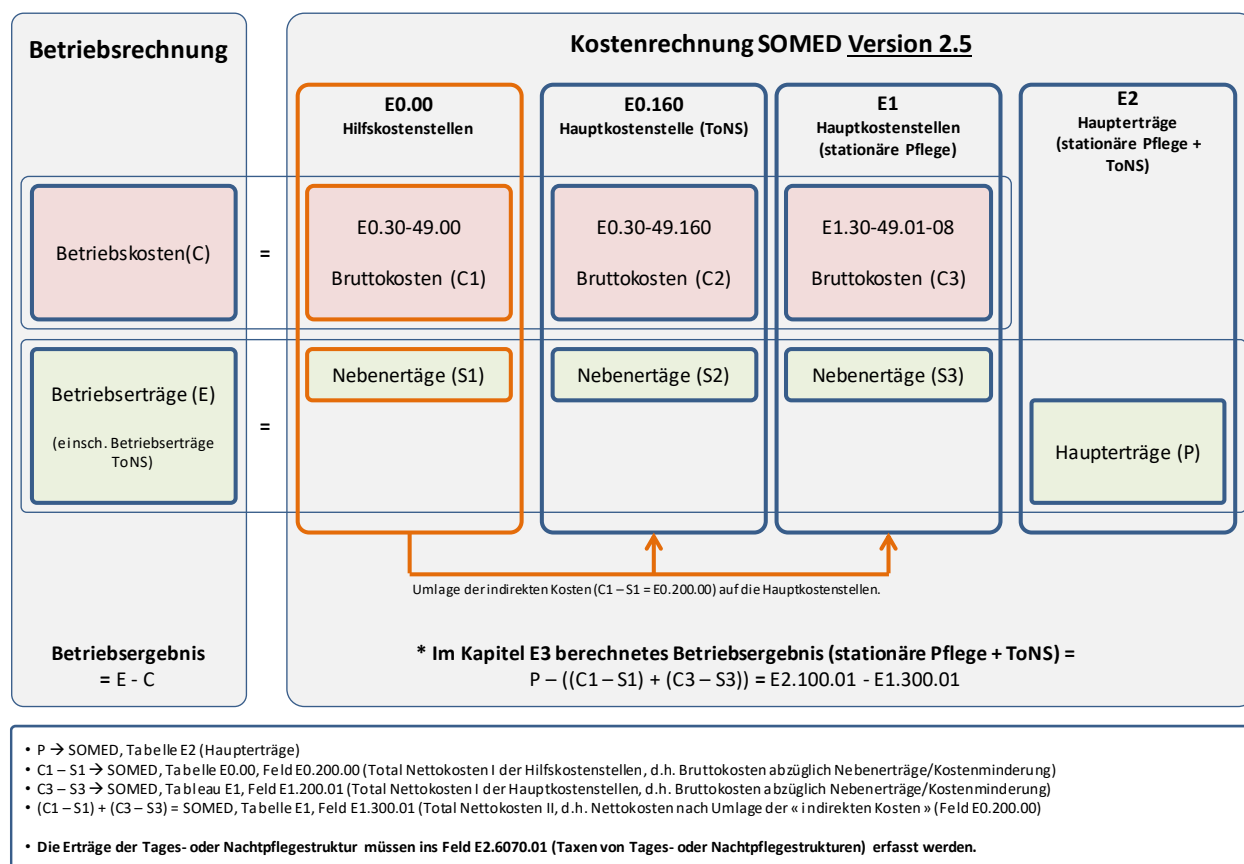 Betriebsrechnung
Kostenrechnung SOMED Version 2.5
E0.00
Hilfskostenstellen
E0.160
Hauptkostenstelle (ToNS)
E1
Hauptkostenstellen
(stationäre Pflege)
E2
Haupterträge
(stationäre Pflege +
ToNS)
Betriebskosten(C)
=
E0.30-49.00
Bruttokosten (C1)
E0.30-49.160
Bruttokosten (C2)
E1.30-49.01-08
Bruttokosten (C3)
Betriebserträge (E)
(einsch. Betriebserträge
ToNS)
=
Nebenertäge (S1)
Nebenertäge (S2)
Nebenertäge (S3)
Haupterträge (P)
Umlage der indirekten Kosten (C1 – S1 = E0.200.00) auf die Hauptkostenstellen.
Betriebsergebnis
= E - C
* Im Kapitel E3 berechnetes Betriebsergebnis (stationäre Pflege + ToNS) =
P – ((C1 – S1) + (C3 – S3)) = E2.100.01 - E1.300.01
• P → SOMED, Tabelle E2 (Haupterträge)
• C1 – S1 → SOMED, Tabelle E0.00, Feld E0.200.00 (Total Nettokosten I der Hilfskostenstellen, d.h. Bruttokosten abzüglich Nebenerträge/Kostenminderung)
• C3 – S3 → SOMED, Tableau E1, Feld E1.200.01 (Total Nettokosten I der Hauptkostenstellen, d.h. Bruttokosten abzüglich Nebenerträge/Kostenminderung)
• (C1 – S1) + (C3 – S3) = SOMED, Tabelle E1, Feld E1.300.01 (Total Nettokosten II, d.h. Nettokosten nach Umlage der « indirekten Kosten » (Feld E0.200.00)
• Die Erträge der Tages- oder Nachtpflegestruktur müssen ins Feld E2.6070.01 (Taxen von Tages- oder Nachtpflegestrukturen) erfasst werden.